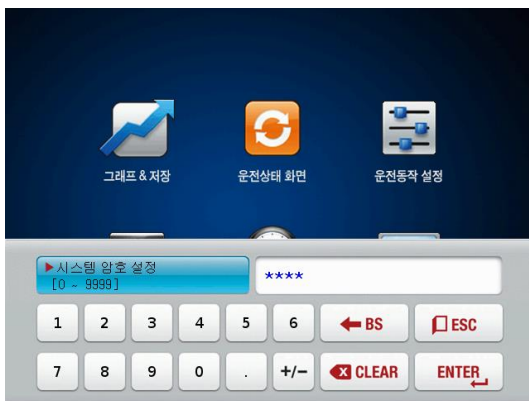 그래프 & 저장
운전상태 화면
운전동작 설정
▶시스템 암호 설정
[0 ~ 9999]
****
1 2 3 4 5 6 BS ESC
7 8 9 0 . +/- CLEAR ENTER